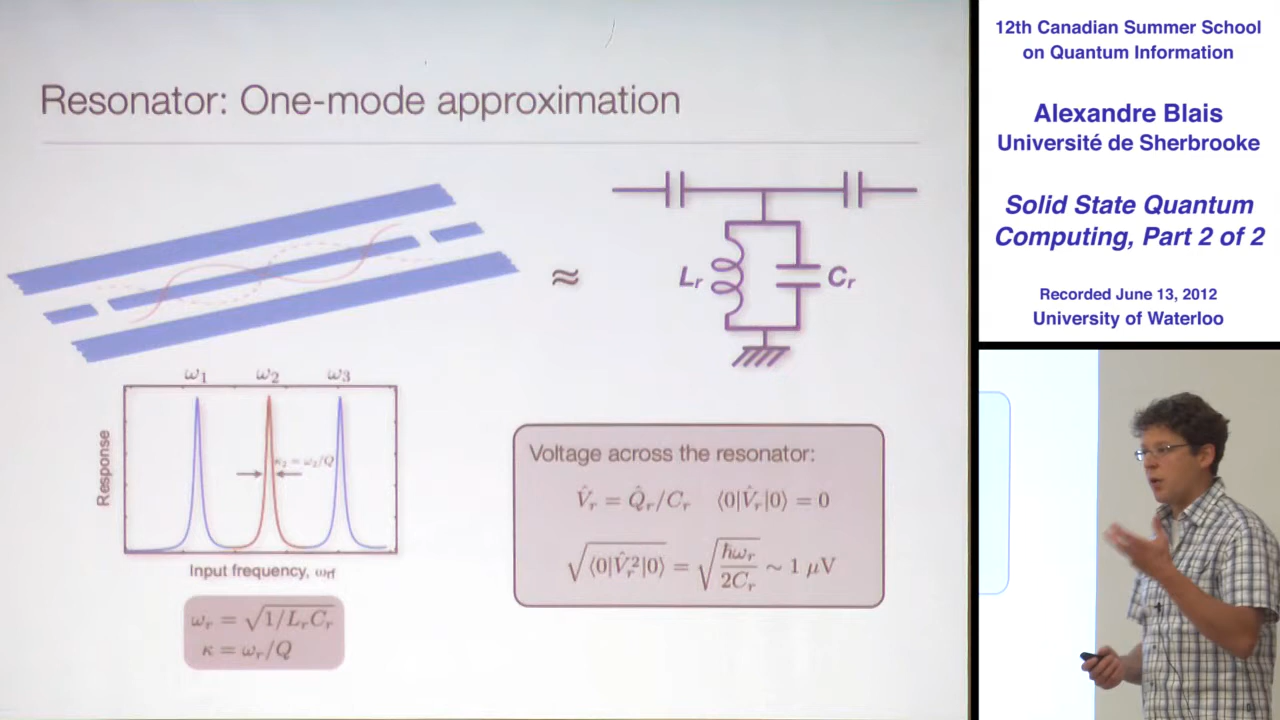 Resonator: One-mode approximation
≈
Lr
Cr
ω1 ω2 ω3
κ2 = ω2/Q
Response
Input frequency, ωrf
ωr = √1/LrCr
κ = ωr/Q
Voltage across the resonator:
V̂r = Q̂r/Cr ⟨0|V̂r|0⟩ = 0
√⟨0|V̂r²|0⟩ = √ħωr/2Cr ~ 1 μV
12th Canadian Summer School
on Quantum Information
Alexandre Blais
Université de Sherbrooke
Solid State Quantum
Computing, Part 2 of 2
Recorded June 13, 2012
University of Waterloo